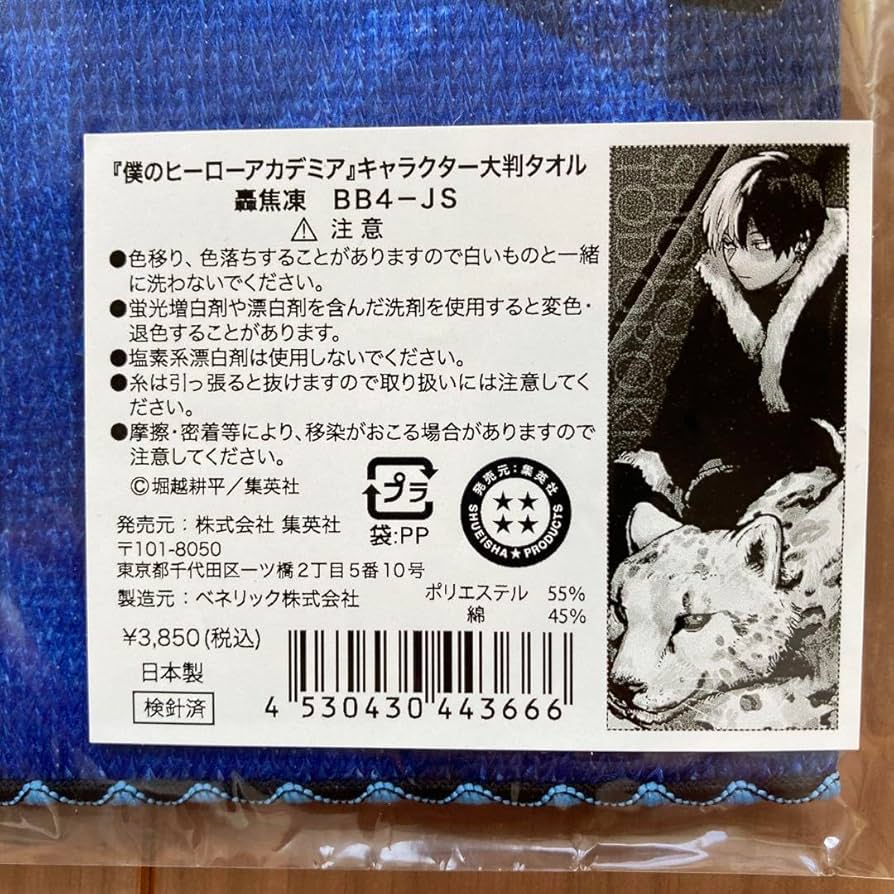 『僕のヒーローアカデミア』キャラクター大判タオル
轟焦凍 BB4-JS
⚠ 注意
●色移り、色落ちすることがありますので白いものと一緒
に洗わないでください。
●蛍光増白剤や漂白剤を含んだ洗剤を使用すると変色・
退色することがあります。
●塩素系漂白剤は使用しないでください。
●糸は引っ張ると抜けますので取り扱いには注意してく
ださい。
●摩擦・密着等により、移染がおこる場合がありますので
注意してください。
©堀越耕平／集英社
プラ
袋:PP
発売元：集英社
SHUEISHA★PRODUCTS
発売元：株式会社 集英社
〒101-8050
東京都千代田区一ツ橋2丁目5番10号
製造元：ベネリック株式会社
ポリエステル 55%
綿 45%
¥3,850(税込)
日本製
検針済
4 530430 443666